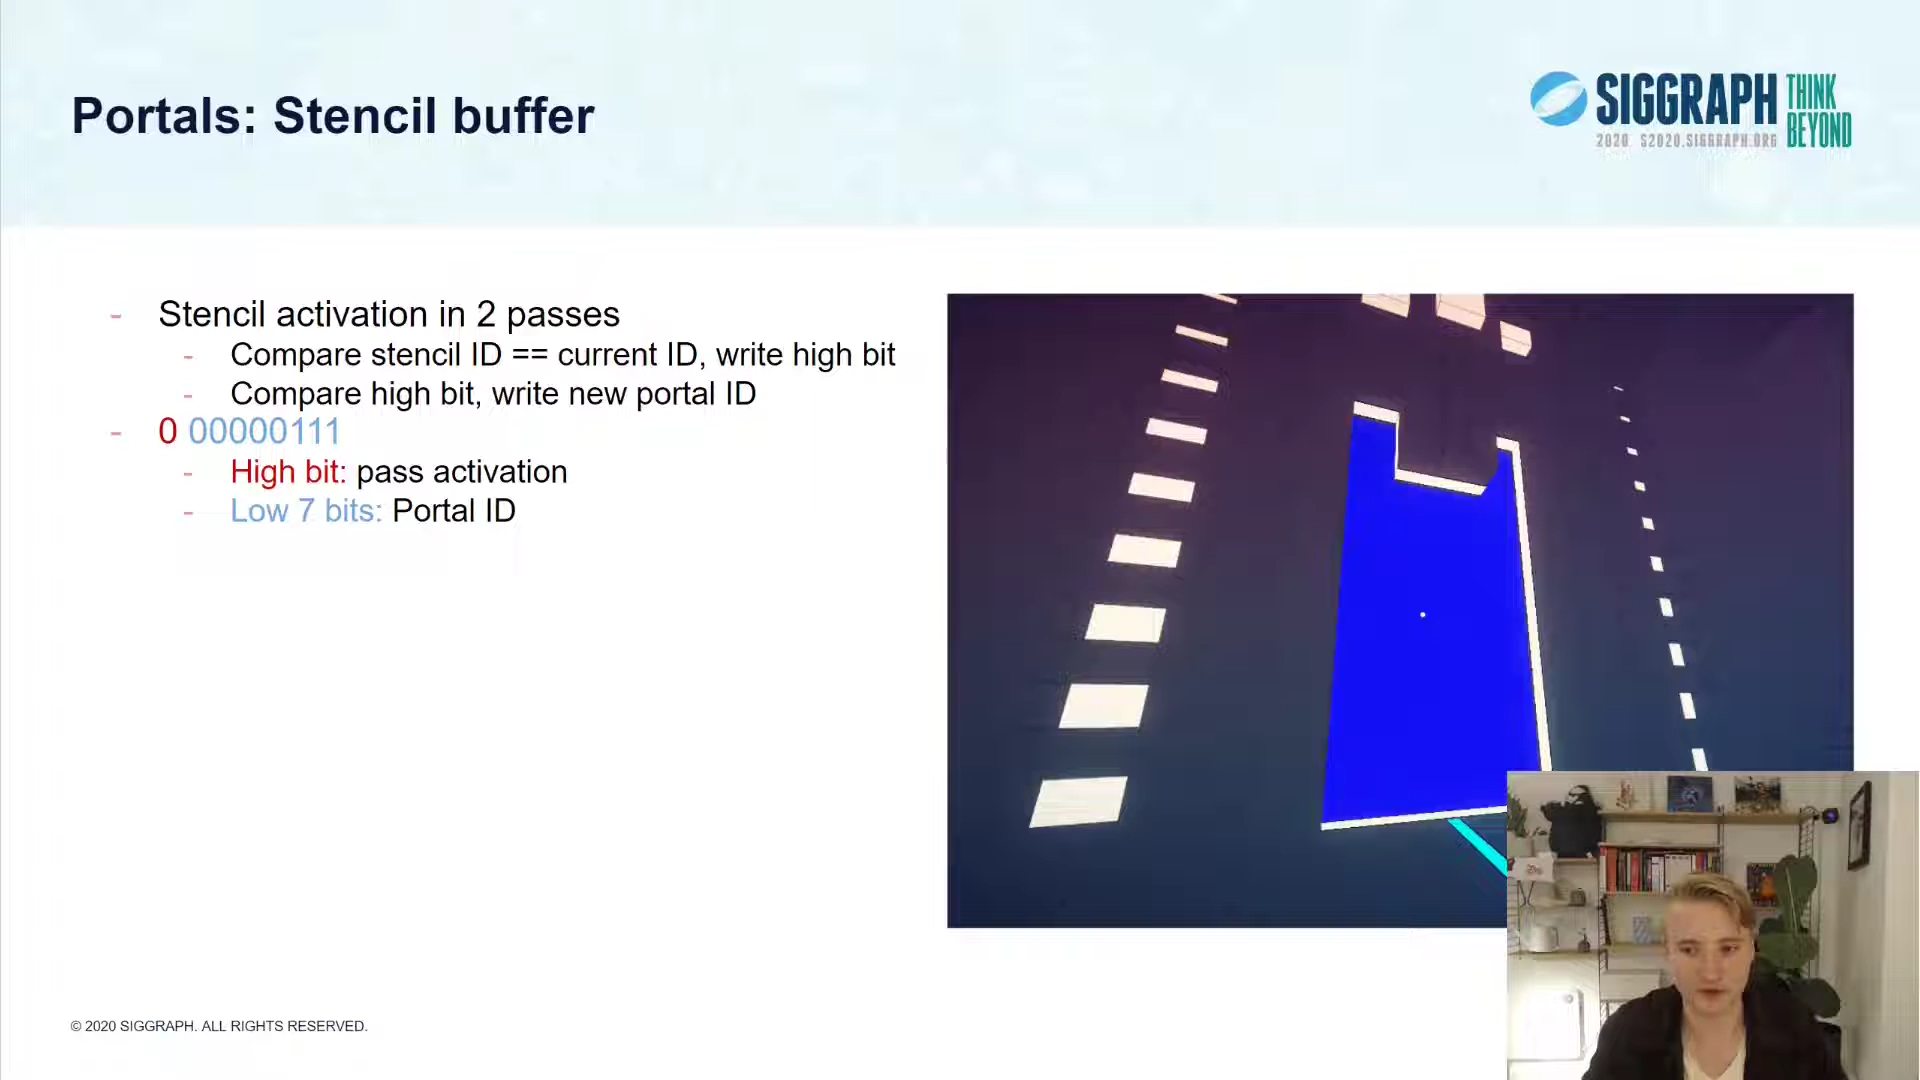 Portals: Stencil buffer
SIGGRAPH THINK BEYOND
2020 S2020.SIGGRAPH.ORG
- Stencil activation in 2 passes
- Compare stencil ID == current ID, write high bit
- Compare high bit, write new portal ID
- 0 00000111
- High bit: pass activation
- Low 7 bits: Portal ID
© 2020 SIGGRAPH. ALL RIGHTS RESERVED.